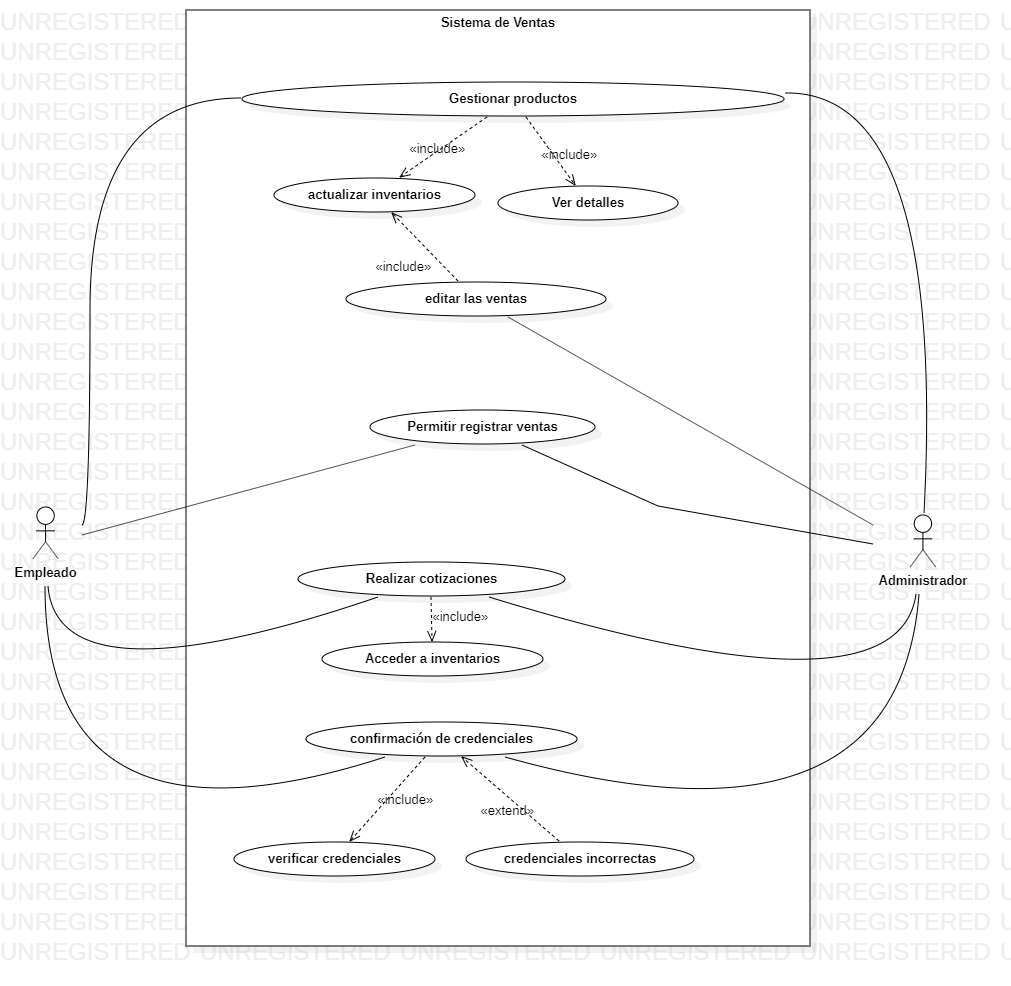 Sistema de Ventas
Gestionar productos
«include»
«include»
actualizar inventarios
Ver detalles
«include»
editar las ventas
Permitir registrar ventas
Empleado
Realizar cotizaciones
Administrador
«include»
Acceder a inventarios
confirmación de credenciales
«include»
«extend»
verificar credenciales
credenciales incorrectas
UNREGISTERED UNREGISTERED UNREGISTERED UNREGISTERED UNREGISTERED U